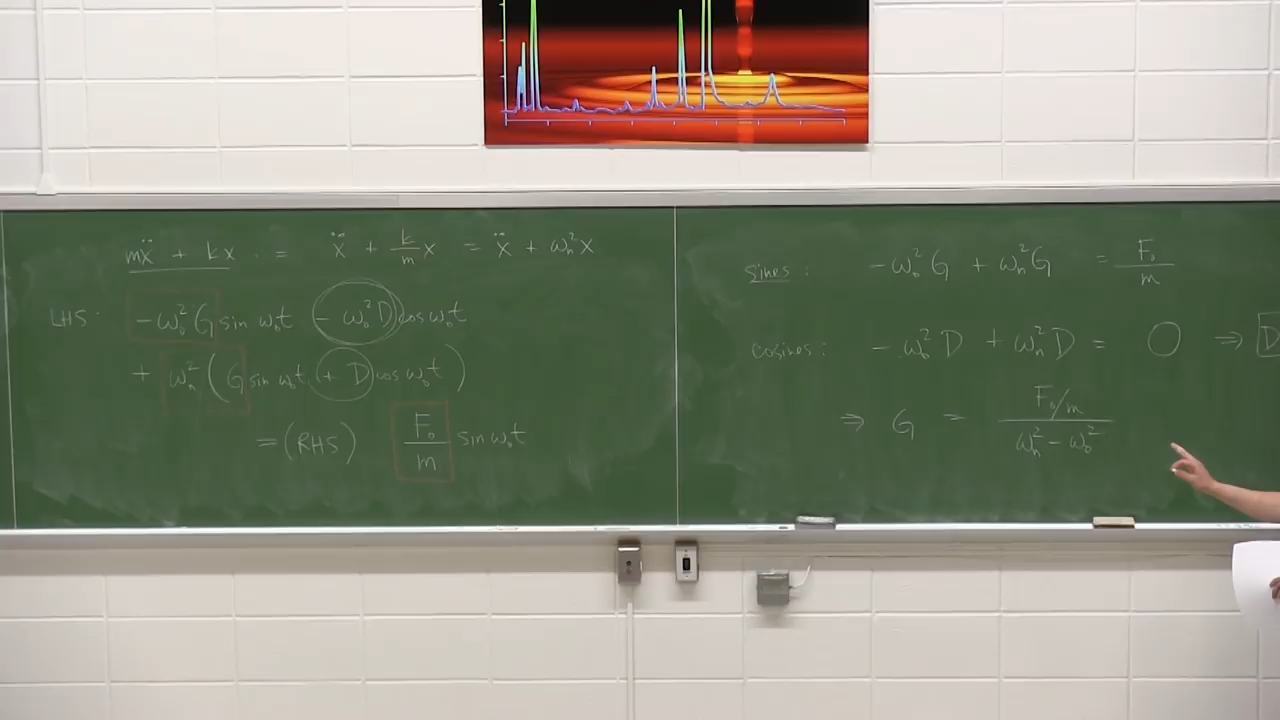 mẍ + kx . = ẍ + k/m x = ẍ + ωₙ²x
LHS: -ω₀²G sin ω₀t - ω₀²D cos ω₀t
+ ωₙ²(G sin ω₀t + D cos ω₀t)
= (RHS) F₀/m sin ω₀t
sines: -ω₀²G + ωₙ²G = F₀/m
cosines: -ω₀²D + ωₙ²D = 0 ⇒ D
⇒ G = F₀/m / ωₙ² - ω₀²